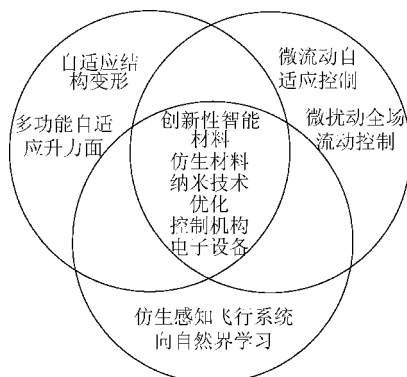 自适应结
构变形
多功能自适
应升力面
微流动自
适应控制
微扰动全场
流动控制
创新性智能
材料
仿生材料
纳米技术
优化
控制机构
电子设备
仿生感知飞行系统
向自然界学习